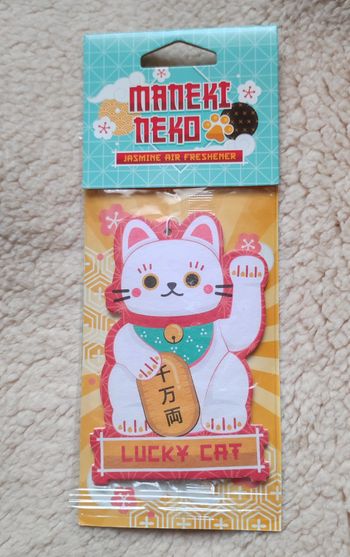 MANEKI
NEKO
JASMINE AIR FRESHENER
千万両
LUCKY CAT